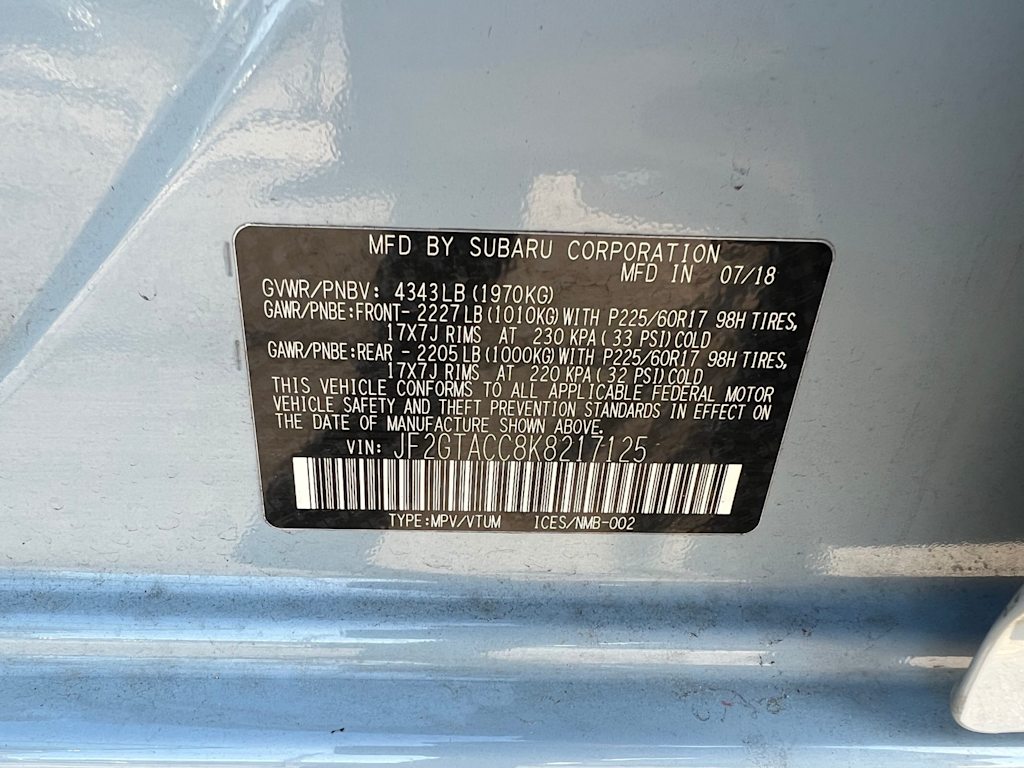 MFD BY SUBARU CORPORATION
MFD IN 07/18
GVWR/PNBV: 4343LB (1970KG)
GAWR/PNBE:FRONT- 2227LB (1010KG) WITH P225/60R17 98H TIRES,
17X7J RIMS AT 230 KPA ( 33 PSI) COLD
GAWR/PNBE:REAR - 2205LB (1000KG) WITH P225/60R17 98H TIRES,
17X7J RIMS AT 220 KPA (32 PSI) COLD
THIS VEHICLE CONFORMS TO ALL APPLICABLE FEDERAL MOTOR
VEHICLE SAFETY AND THEFT PREVENTION STANDARDS IN EFFECT ON
THE DATE OF MANUFACTURE SHOWN ABOVE.
VIN: JF2GTACC8K8217125
TYPE:MPV/VTUM ICES/NMB-002